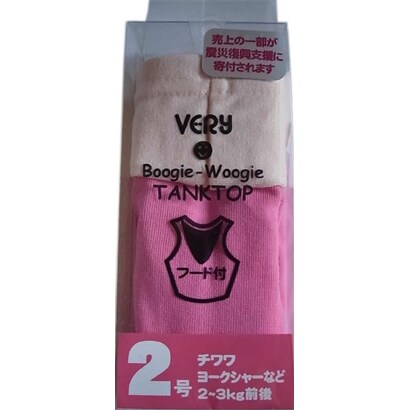 売上の一部が
震災復興支援に
寄付されます
VERY
Boogie-Woogie
TANKTOP
フード付
2号
チワワ
ヨークシャーなど
2~3kg前後